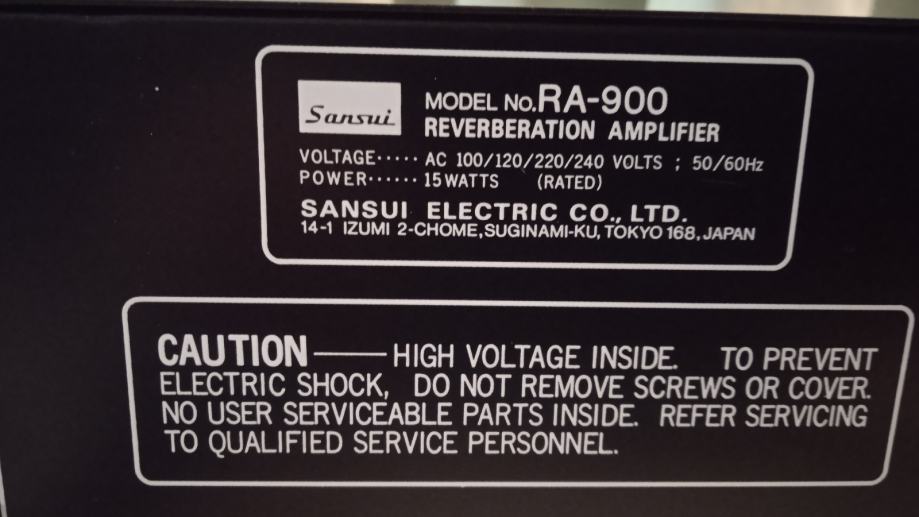 Sansui
MODEL No. RA-900
REVERBERATION AMPLIFIER
VOLTAGE····· AC 100/120/220/240 VOLTS ; 50/60Hz
POWER······ 15 WATTS (RATED)
SANSUI ELECTRIC CO., LTD.
14-1 IZUMI 2-CHOME, SUGINAMI-KU, TOKYO 168, JAPAN
CAUTION —— HIGH VOLTAGE INSIDE. TO PREVENT
ELECTRIC SHOCK, DO NOT REMOVE SCREWS OR COVER.
NO USER SERVICEABLE PARTS INSIDE. REFER SERVICING
TO QUALIFIED SERVICE PERSONNEL.